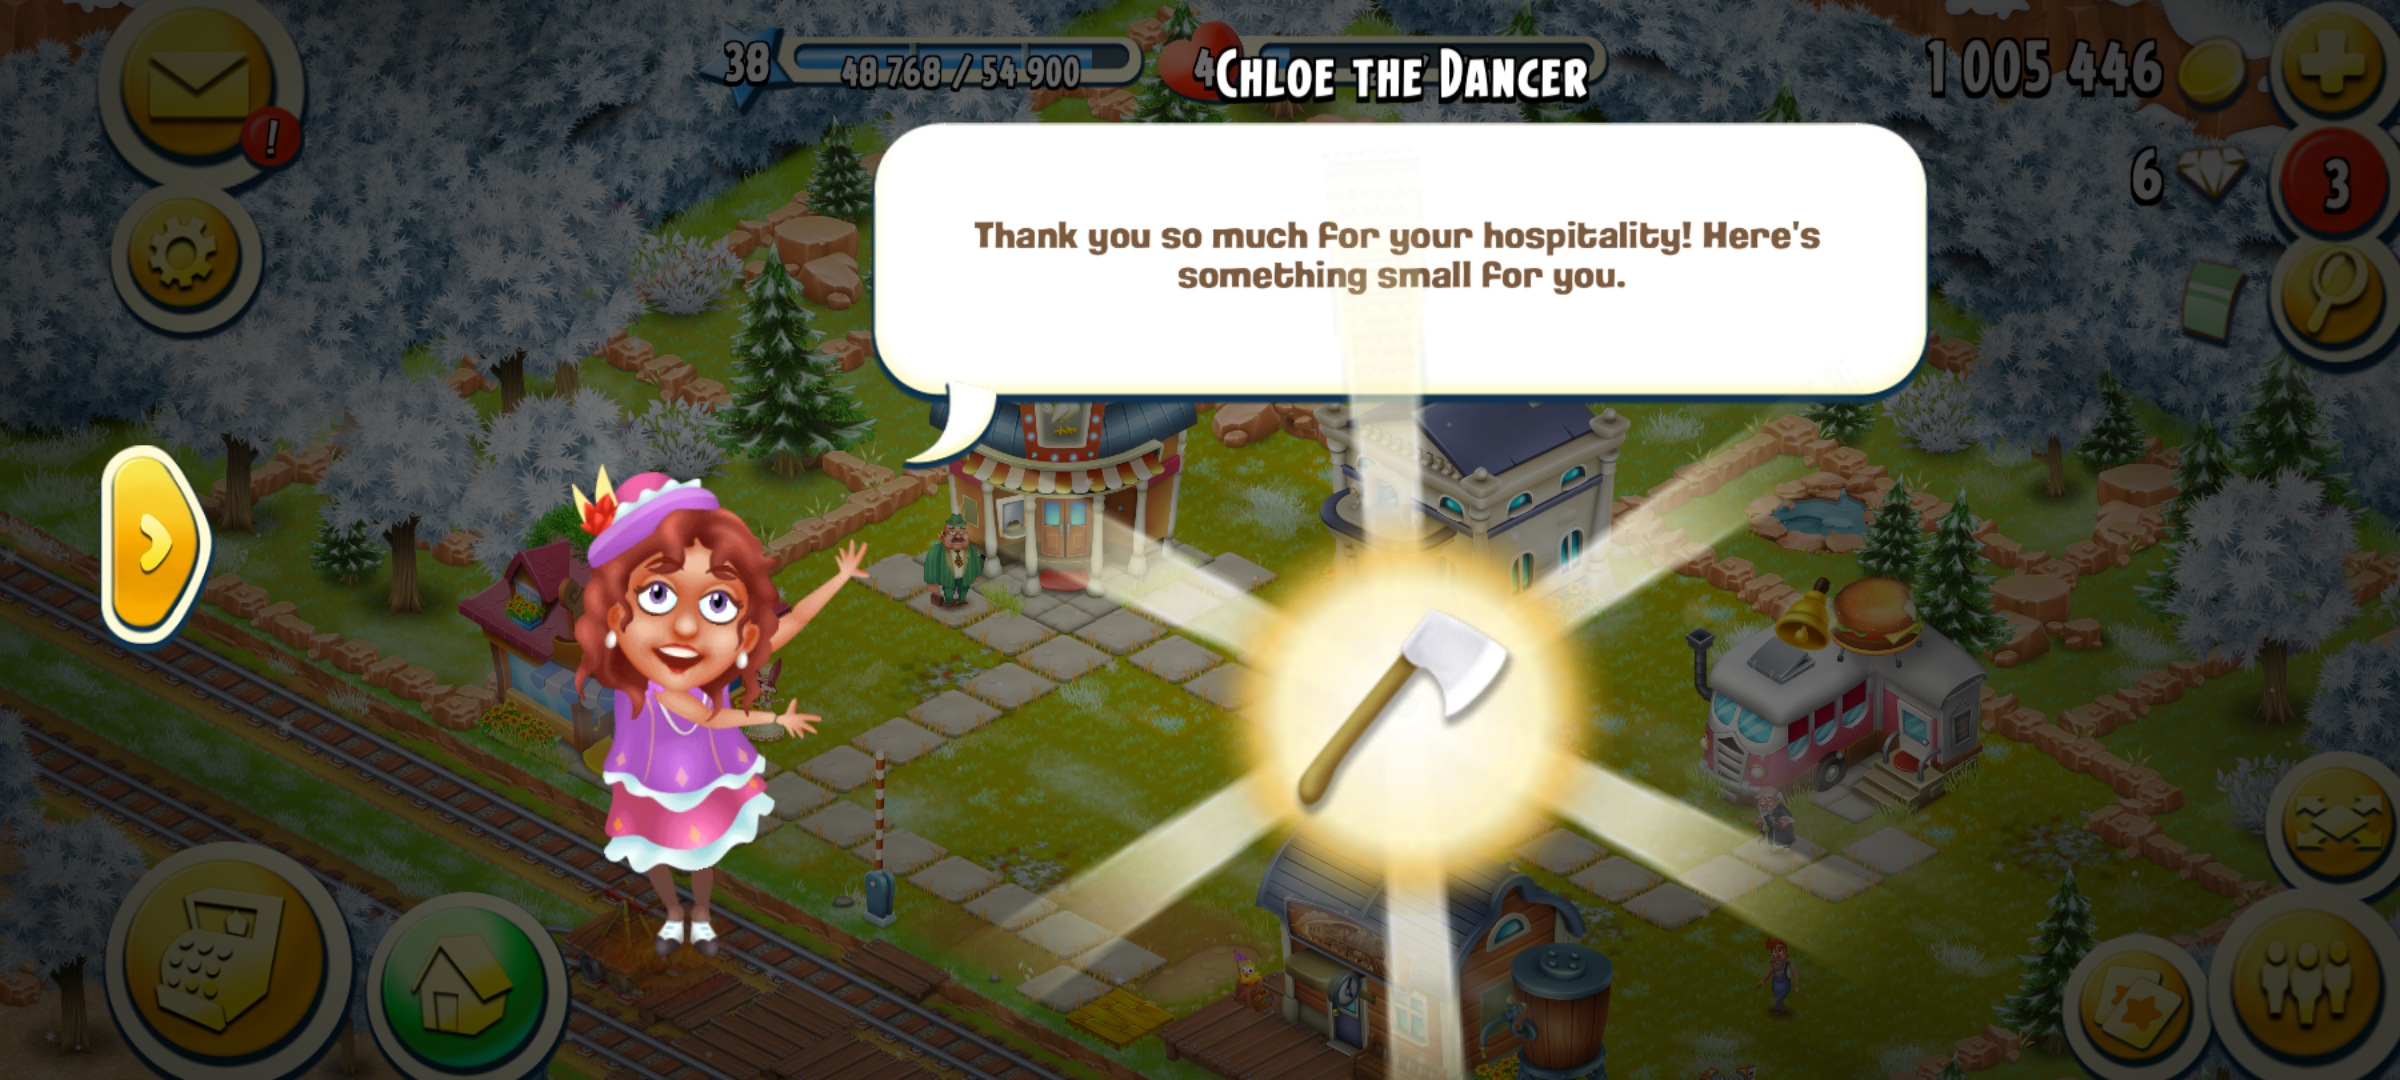 38
48 768 / 54 900
4
CHLOE THE DANCER
1 005 446
!
6
3
Thank you so much for your hospitality! Here's
something small for you.